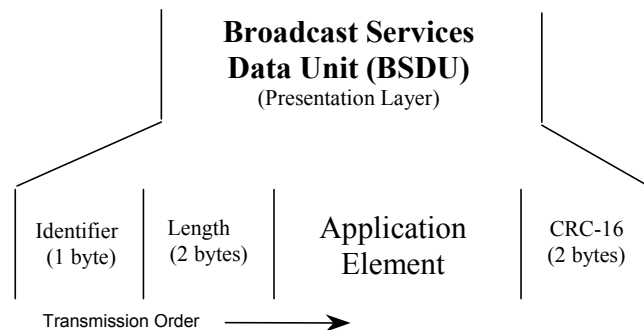 Broadcast Services
Data Unit (BSDU)
(Presentation Layer)
Identifier
(1 byte)
Length
(2 bytes)
Application
Element
CRC-16
(2 bytes)
Transmission Order